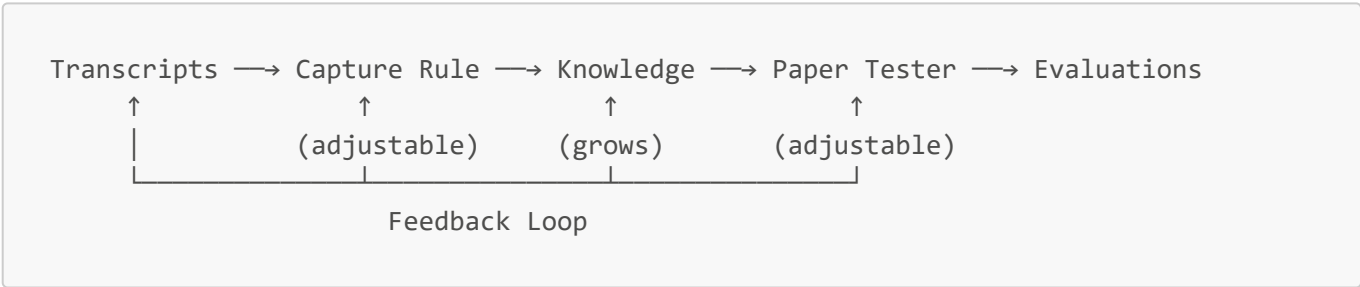 Transcripts ──→ Capture Rule ──→ Knowledge ──→ Paper Tester ──→ Evaluations
(adjustable) (grows) (adjustable)
Feedback Loop